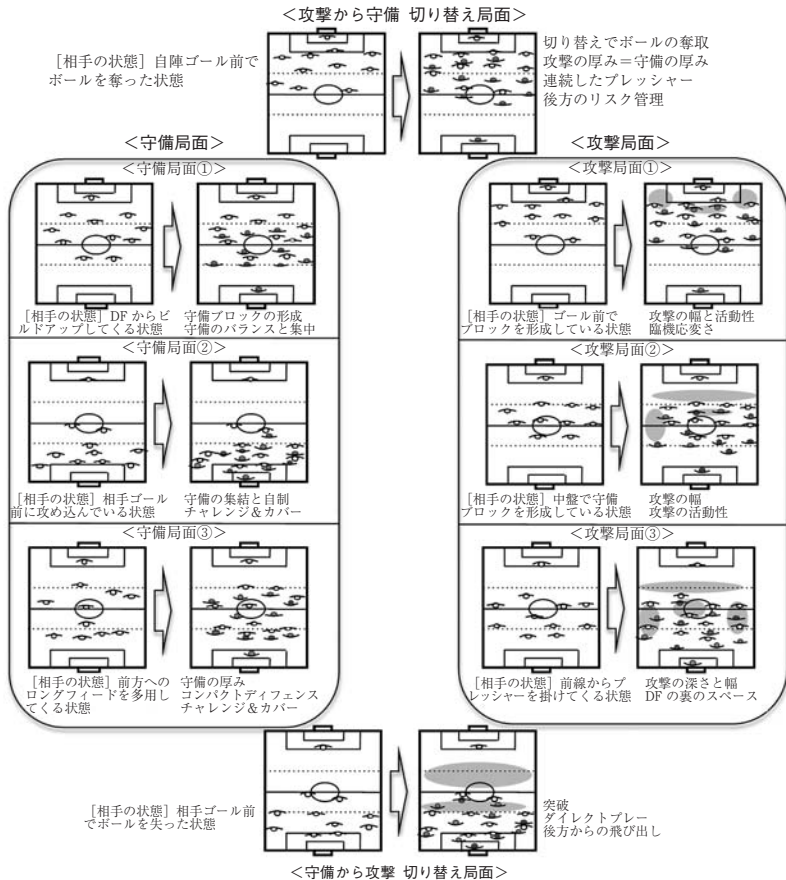 ＜攻撃から守備 切り替え局面＞
［相手の状態］自陣ゴール前で
ボールを奪った状態
切り替えでボールの奪取
攻撃の厚み＝守備の厚み
連続したプレッシャー
後方のリスク管理
＜守備局面＞
＜守備局面①＞
［相手の状態］DFからビ
ルドアップしてくる状態
守備ブロックの形成
守備のバランスと集中
＜守備局面②＞
［相手の状態］相手ゴール
前に攻め込んでいる状態
守備の集結と自制
チャレンジ＆カバー
＜守備局面③＞
［相手の状態］前方への
ロングフィードを多用し
てくる状態
守備の厚み
コンパクトディフェンス
チャレンジ＆カバー
＜攻撃局面＞
＜攻撃局面①＞
［相手の状態］ゴール前で
ブロックを形成している状態
攻撃の幅と活動性
臨機応変さ
＜攻撃局面②＞
［相手の状態］中盤で守備
ブロックを形成している状態
攻撃の幅
攻撃の活動性
＜攻撃局面③＞
［相手の状態］前線からプ
レッシャーを掛けてくる状態
攻撃の深さと幅
DFの裏のスペース
［相手の状態］相手ゴール前
でボールを失った状態
突破
ダイレクトプレー
後方からの飛び出し
＜守備から攻撃 切り替え局面＞